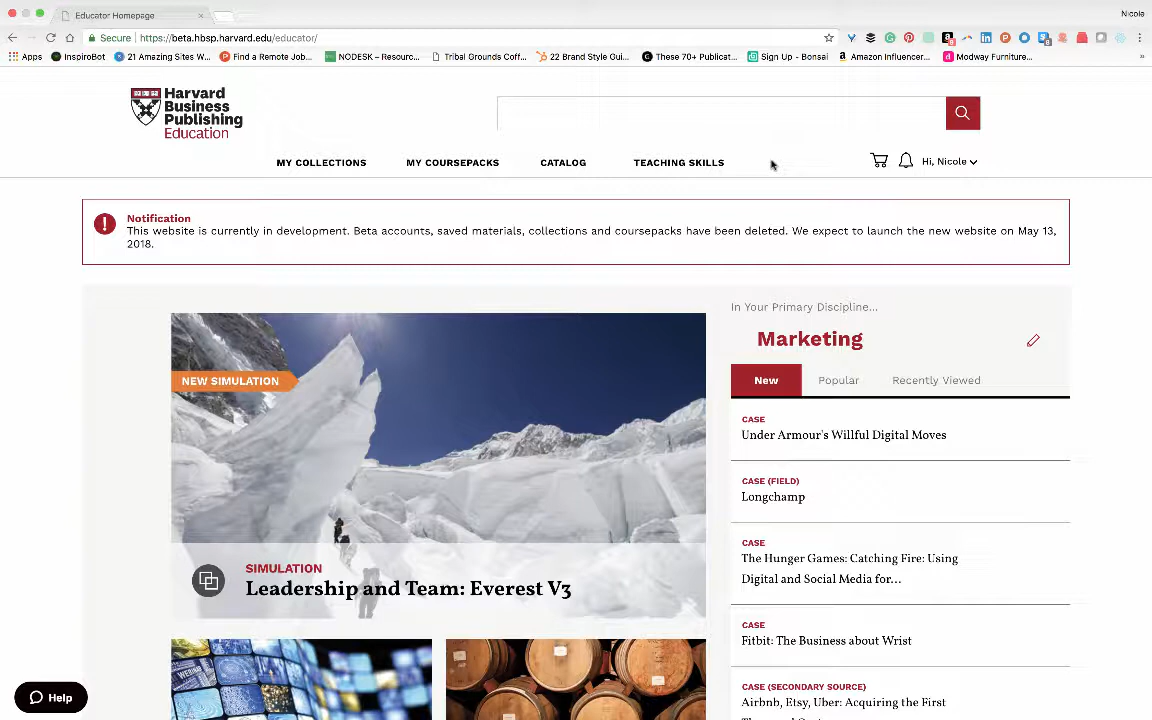 Educator Homepage
Nicole
Secure https://beta.hbsp.harvard.edu/educator/
Apps InspiroBot 21 Amazing Sites W... Find a Remote Job... NODESK – Resourc... Tribal Grounds Coff... 22 Brand Style Gui... These 70+ Publicat... Sign Up - Bonsai Amazon Influencer... Modway Furniture...
Harvard
Business
Publishing
Education
MY COLLECTIONS MY COURSEPACKS CATALOG TEACHING SKILLS Hi, Nicole
Notification
This website is currently in development. Beta accounts, saved materials, collections and coursepacks have been deleted. We expect to launch the new website on May 13,
2018.
NEW SIMULATION
SIMULATION
Leadership and Team: Everest V3
In Your Primary Discipline...
Marketing
New Popular Recently Viewed
CASE
Under Armour's Willful Digital Moves
CASE (FIELD)
Longchamp
CASE
The Hunger Games: Catching Fire: Using
Digital and Social Media for...
CASE
Fitbit: The Business about Wrist
CASE (SECONDARY SOURCE)
Airbnb, Etsy, Uber: Acquiring the First
Help